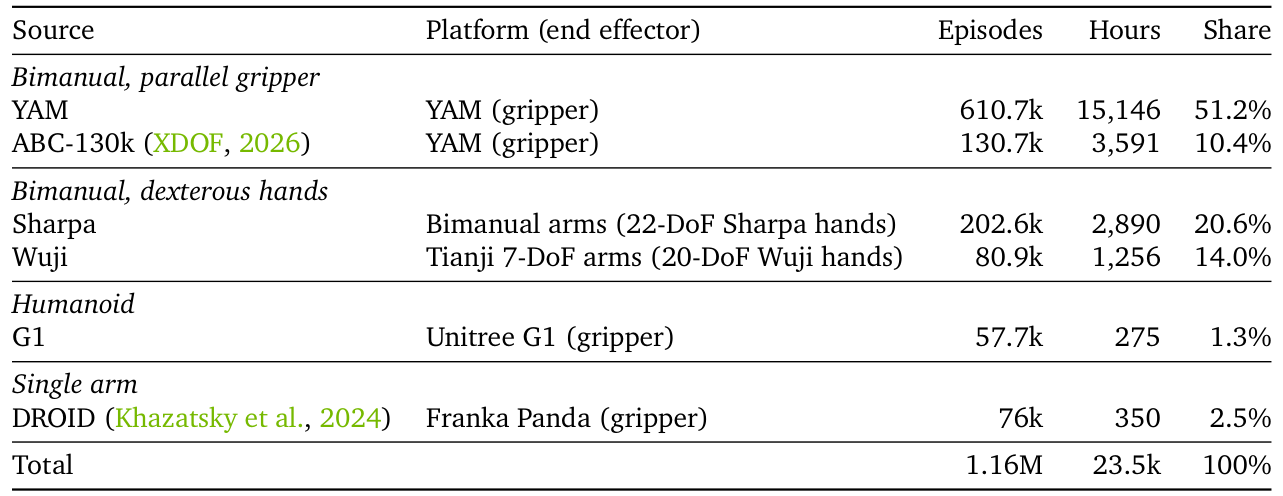 Source Platform (end effector) Episodes Hours Share
Bimanual, parallel gripper
YAM YAM (gripper) 610.7k 15,146 51.2%
ABC-130k (XDOF, 2026) YAM (gripper) 130.7k 3,591 10.4%
Bimanual, dexterous hands
Sharpa Bimanual arms (22-DoF Sharpa hands) 202.6k 2,890 20.6%
Wuji Tianji 7-DoF arms (20-DoF Wuji hands) 80.9k 1,256 14.0%
Humanoid
G1 Unitree G1 (gripper) 57.7k 275 1.3%
Single arm
DROID (Khazatsky et al., 2024) Franka Panda (gripper) 76k 350 2.5%
Total 1.16M 23.5k 100%